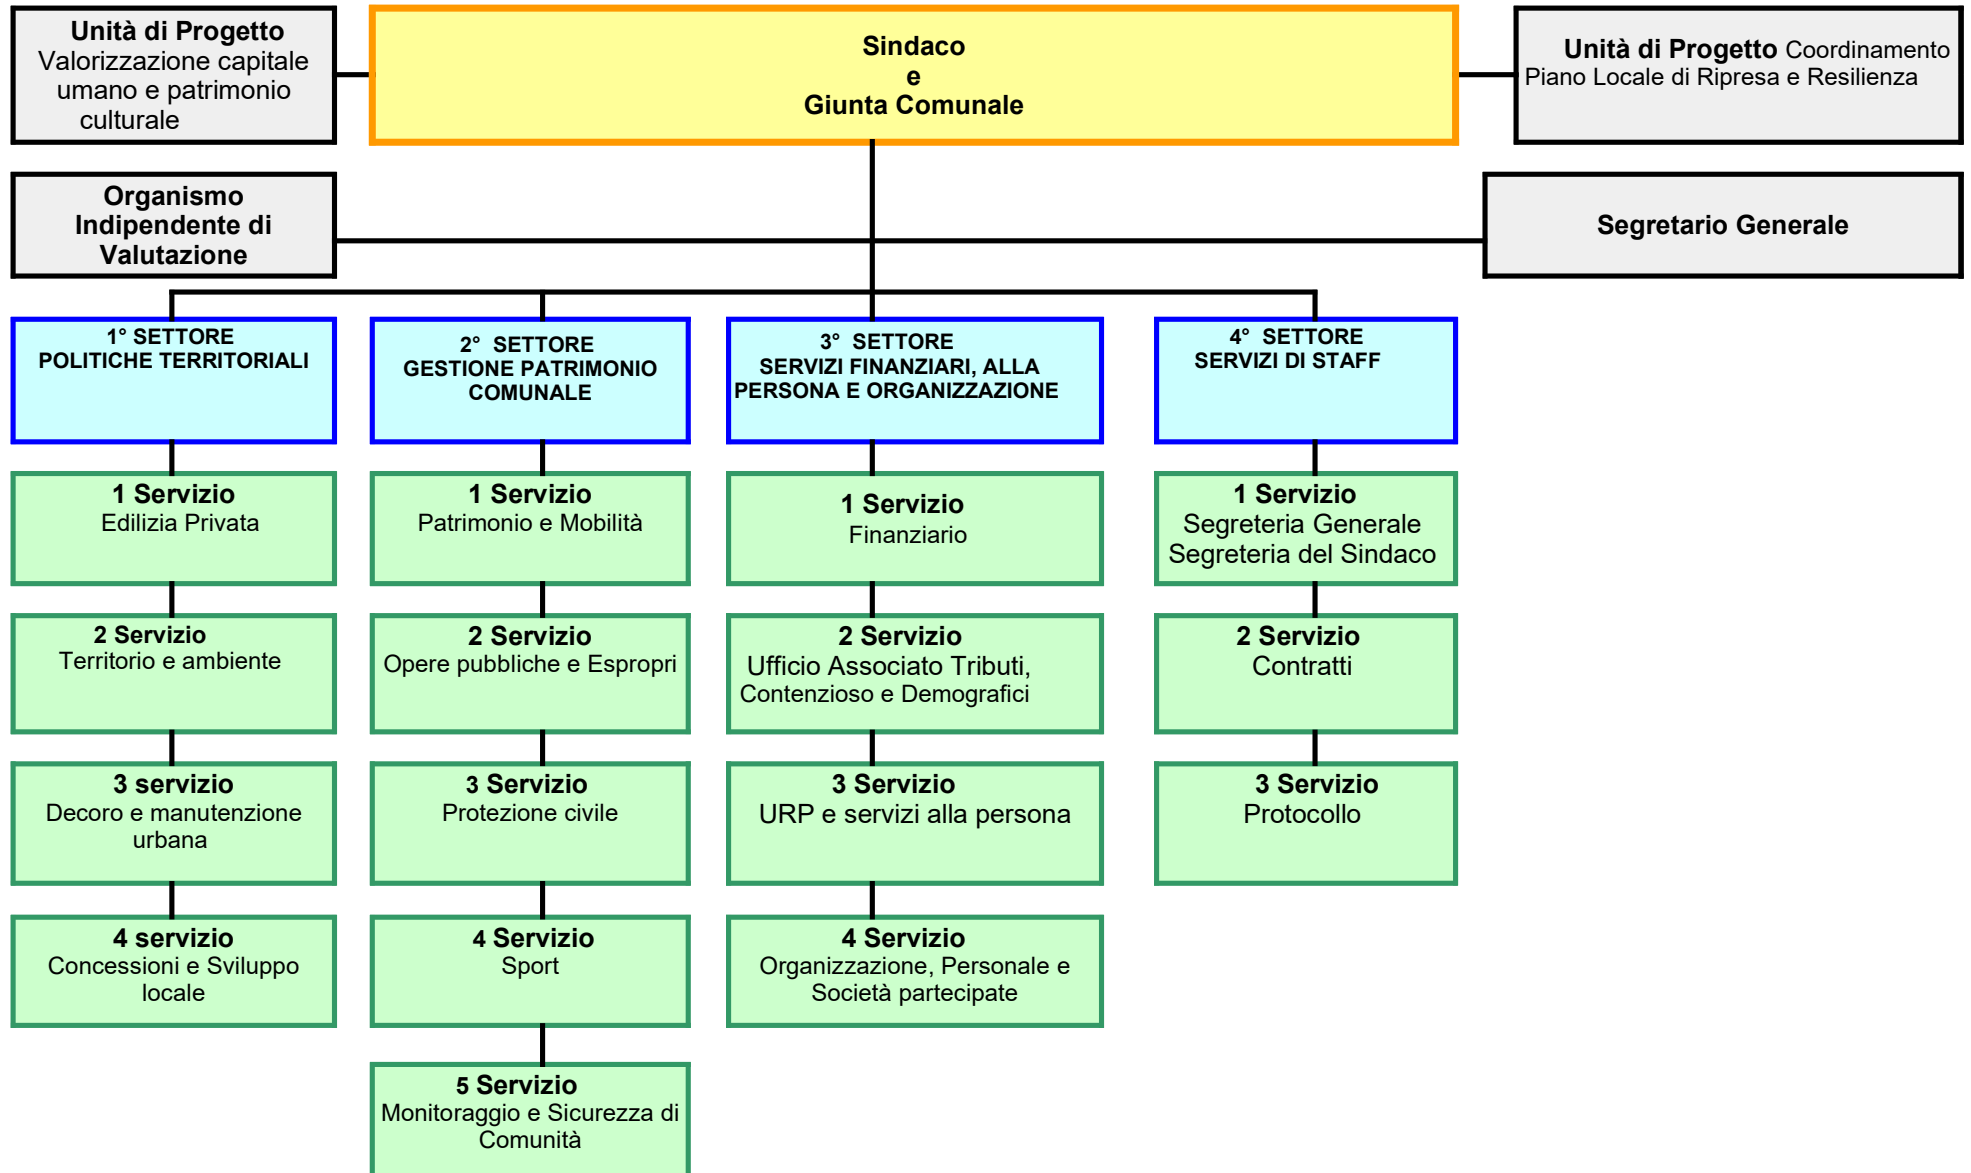 Unità di Progetto
Valorizzazione capitale
umano e patrimonio
culturale
Sindaco
e
Giunta Comunale
Unità di Progetto Coordinamento
Piano Locale di Ripresa e Resilienza
Organismo
Indipendente di
Valutazione
Segretario Generale
1° SETTORE
POLITICHE TERRITORIALI
2° SETTORE
GESTIONE PATRIMONIO
COMUNALE
3° SETTORE
SERVIZI FINANZIARI, ALLA
PERSONA E ORGANIZZAZIONE
4° SETTORE
SERVIZI DI STAFF
1 Servizio
Edilizia Privata
1 Servizio
Patrimonio e Mobilità
1 Servizio
Finanziario
1 Servizio
Segreteria Generale
Segreteria del Sindaco
2 Servizio
Territorio e ambiente
2 Servizio
Opere pubbliche e Espropri
2 Servizio
Ufficio Associato Tributi,
Contenzioso e Demografici
2 Servizio
Contratti
3 servizio
Decoro e manutenzione
urbana
3 Servizio
Protezione civile
3 Servizio
URP e servizi alla persona
3 Servizio
Protocollo
4 servizio
Concessioni e Sviluppo
locale
4 Servizio
Sport
4 Servizio
Organizzazione, Personale e
Società partecipate
5 Servizio
Monitoraggio e Sicurezza di
Comunità